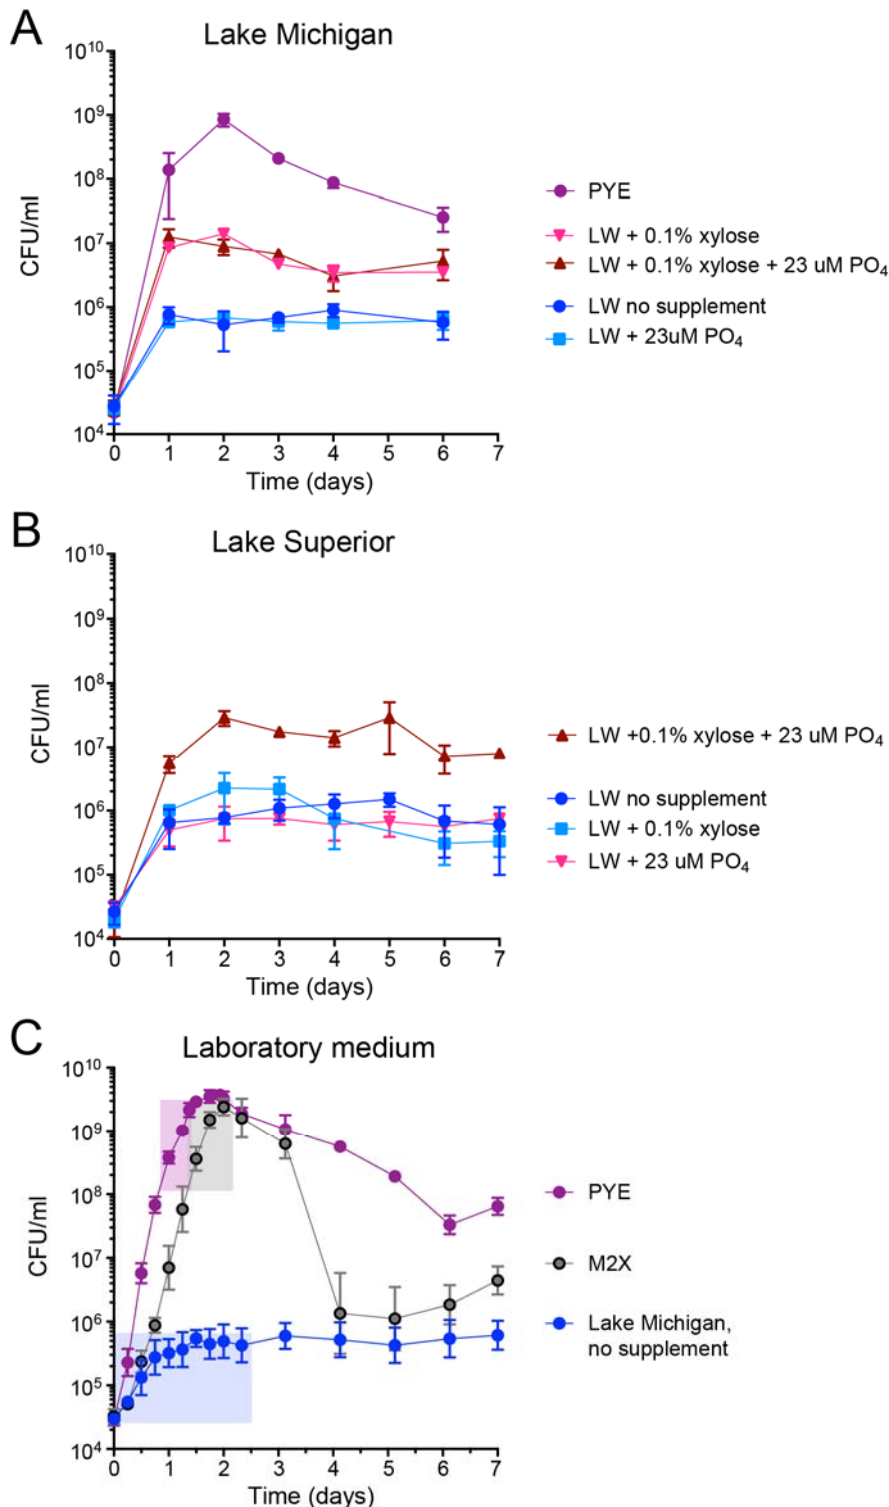 A
Lake Michigan
CFU/ml
10¹⁰
10⁹
10⁸
10⁷
10⁶
10⁵
10⁴
0 1 2 3 4 5 6 7
Time (days)
PYE
LW + 0.1% xylose
LW + 0.1% xylose + 23 uM PO₄
LW no supplement
LW + 23uM PO₄
B
Lake Superior
CFU/ml
10¹⁰
10⁹
10⁸
10⁷
10⁶
10⁵
10⁴
0 1 2 3 4 5 6 7
Time (days)
LW +0.1% xylose + 23 uM PO₄
LW no supplement
LW + 0.1% xylose
LW + 23 uM PO₄
C
Laboratory medium
CFU/ml
10¹⁰
10⁹
10⁸
10⁷
10⁶
10⁵
10⁴
0 1 2 3 4 5 6 7
Time (days)
PYE
M2X
Lake Michigan,
no supplement